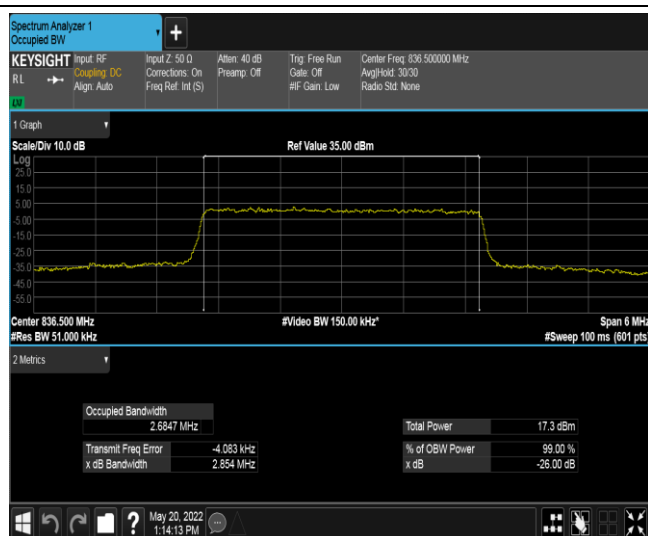 Spectrum Analyzer 1
Occupied BW
+
KEYSIGHT
RL
LM
Input: RF
Coupling: DC
Align: Auto
Input Z: 50 Ω
Corrections: On
Freq Ref: Int (S)
Atten: 40 dB
Preamp: Off
Trig: Free Run
Gate: Off
#IF Gain: Low
Center Freq: 836.500000 MHz
Avg|Hold: 30/30
Radio Std: None
1 Graph
Scale/Div 10.0 dB
Ref Value 35.00 dBm
Log
25.0
15.0
5.00
-5.00
-15.0
-25.0
-35.0
-45.0
-55.0
Center 836.500 MHz
#Video BW 150.00 kHz*
Span 6 MHz
#Res BW 51.000 kHz
#Sweep 100 ms (601 pts)
2 Metrics
Occupied Bandwidth
2.6847 MHz
Total Power 17.3 dBm
Transmit Freq Error -4.083 kHz
% of OBW Power 99.00 %
x dB Bandwidth 2.854 MHz
x dB -26.00 dB
?
May 20, 2022
1:14:13 PM